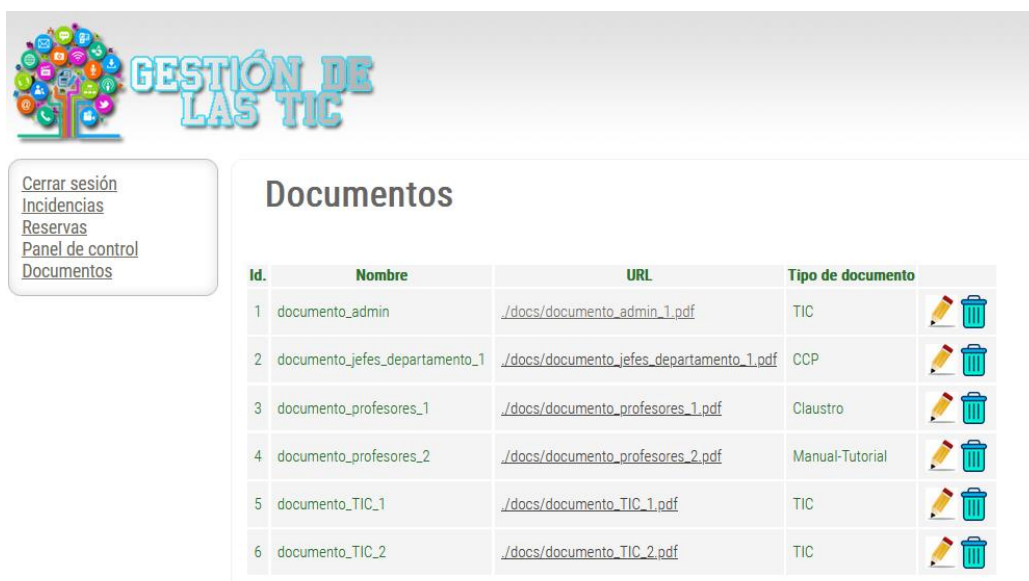 GESTIÓN DE
LAS TIC
Cerrar sesión
Incidencias
Reservas
Panel de control
Documentos
Documentos
Id. Nombre URL Tipo de documento
1 documento_admin ./docs/documento_admin_1.pdf TIC
2 documento_jefes_departamento_1 ./docs/documento_jefes_departamento_1.pdf CCP
3 documento_profesores_1 ./docs/documento_profesores_1.pdf Claustro
4 documento_profesores_2 ./docs/documento_profesores_2.pdf Manual-Tutorial
5 documento_TIC_1 ./docs/documento_TIC_1.pdf TIC
6 documento_TIC_2 ./docs/documento_TIC_2.pdf TIC